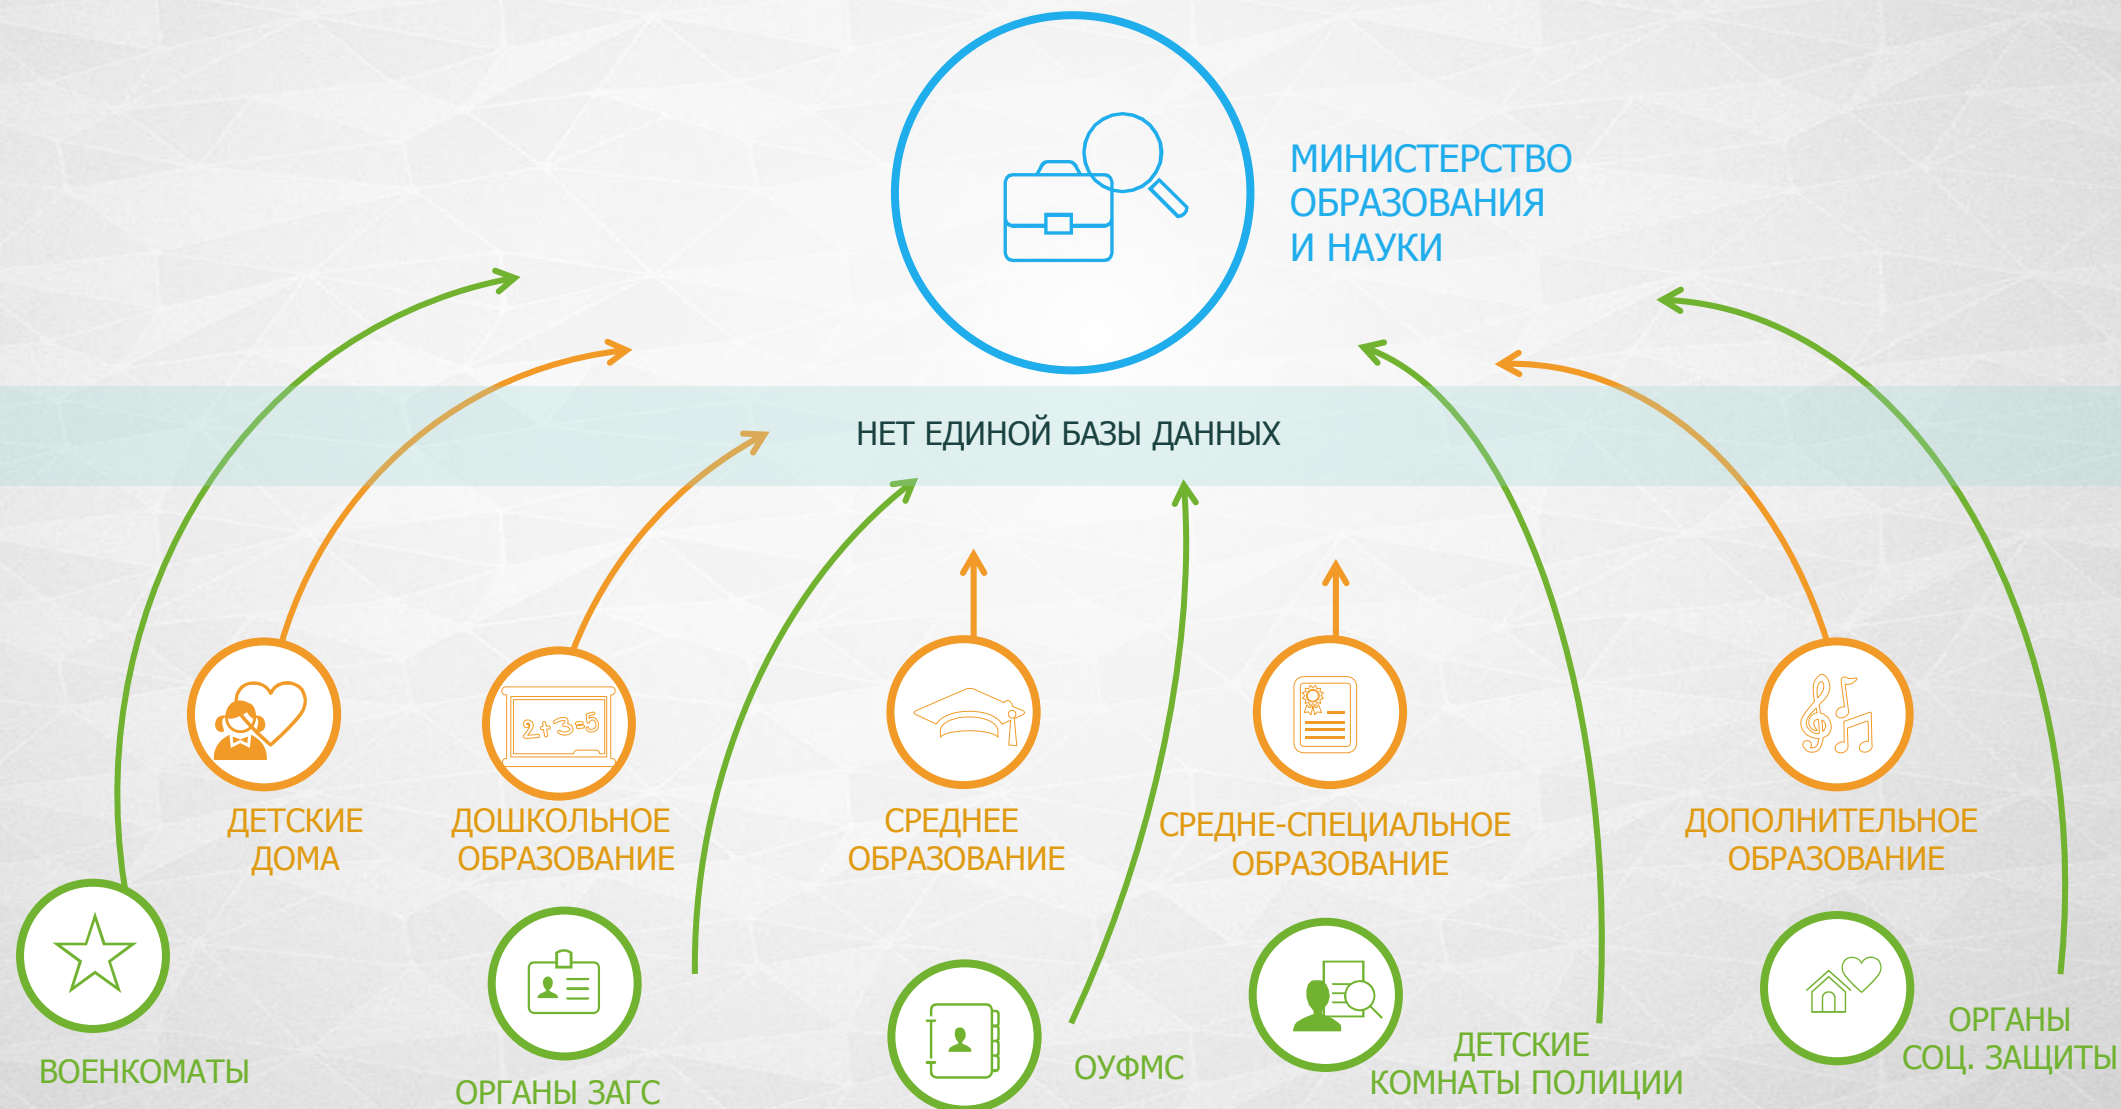 МИНИСТЕРСТВО
ОБРАЗОВАНИЯ
И НАУКИ
НЕТ ЕДИНОЙ БАЗЫ ДАННЫХ
2+3=5
ДЕТСКИЕ
ДОМА
ДОШКОЛЬНОЕ
ОБРАЗОВАНИЕ
СРЕДНЕЕ
ОБРАЗОВАНИЕ
СРЕДНЕ-СПЕЦИАЛЬНОЕ
ОБРАЗОВАНИЕ
ДОПОЛНИТЕЛЬНОЕ
ОБРАЗОВАНИЕ
ВОЕНКОМАТЫ
ОРГАНЫ ЗАГС
ОУФМС
ДЕТСКИЕ
КОМНАТЫ ПОЛИЦИИ
ОРГАНЫ
СОЦ. ЗАЩИТЫ